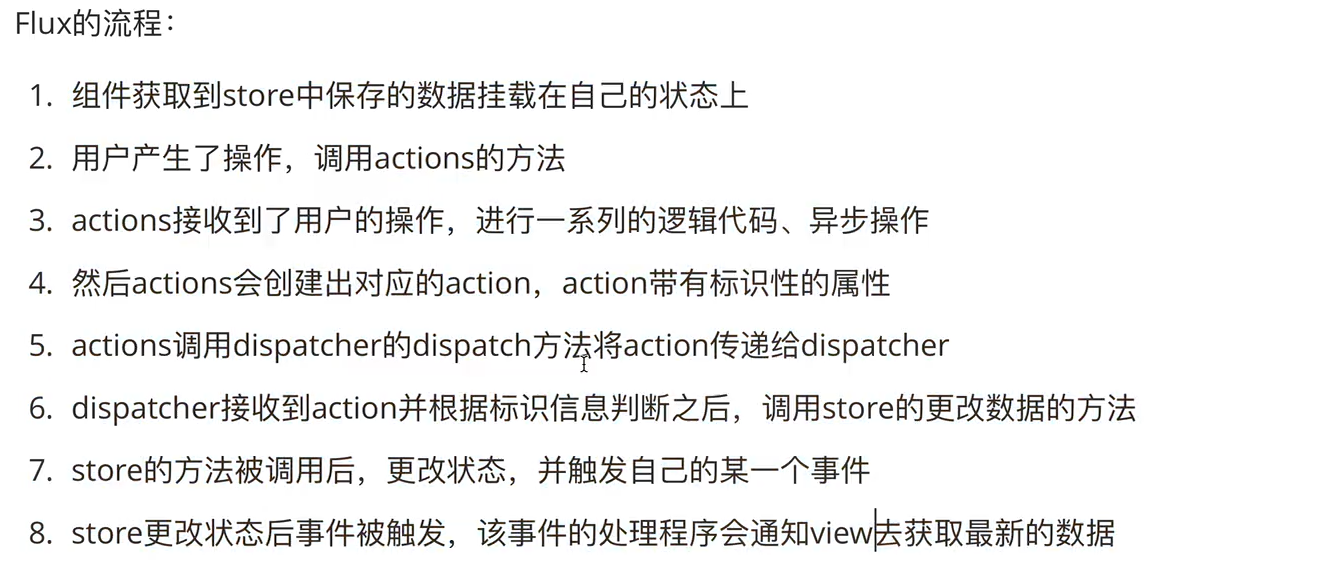 Flux的流程：
1. 组件获取到store中保存的数据挂载在自己的状态上
2. 用户产生了操作，调用actions的方法
3. actions接收到了用户的操作，进行一系列的逻辑代码、异步操作
4. 然后actions会创建出对应的action，action带有标识性的属性
5. actions调用dispatcher的dispatch方法将action传递给dispatcher
6. dispatcher接收到action并根据标识信息判断之后，调用store的更改数据的方法
7. store的方法被调用后，更改状态，并触发自己的某一个事件
8. store更改状态后事件被触发，该事件的处理程序会通知view去获取最新的数据